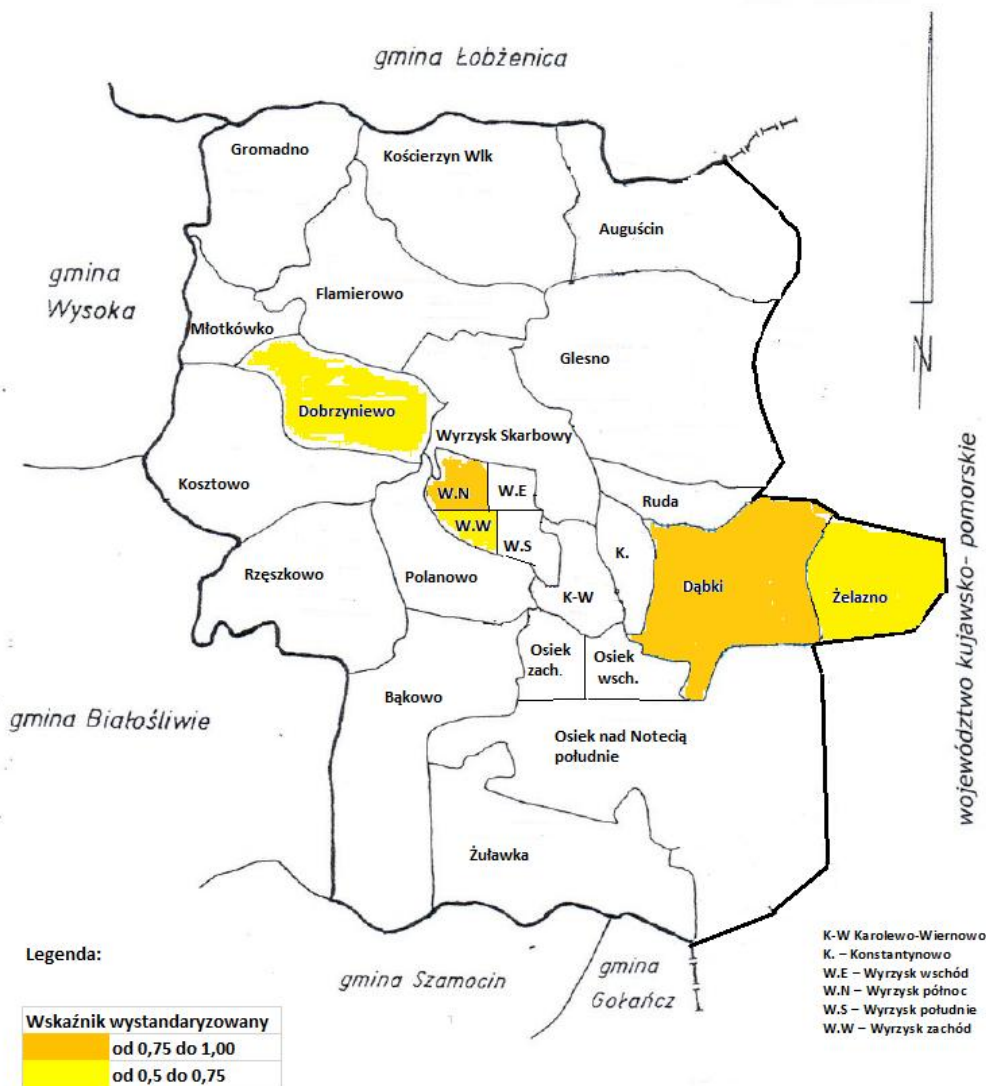 gmina Łobżenica
Gromadno
Kościerzyn Wlk
Auguścin
gmina
Wysoka
Flamierowo
Młotkówko
Glesno
N
Dobrzyniewo
Wyrzysk Skarbowy
Kosztowo
W.N
W.E
Ruda
W.W
W.S
K.
Rzęszkowo
Polanowo
K-W
Dąbki
Żelazno
województwo kujawsko- pomorskie
Osiek
zach.
Osiek
wsch.
Bąkowo
gmina Białośliwie
Osiek nad Notecią
południe
Żuławka
gmina Szamocin
gmina
Gołańcz
K-W Karolewo-Wiernowo
K. – Konstantynowo
W.E – Wyrzysk wschód
W.N – Wyrzysk północ
W.S – Wyrzysk południe
W.W – Wyrzysk zachód
Legenda:
Wskaźnik wystandaryzowany
od 0,75 do 1,00
od 0,5 do 0,75